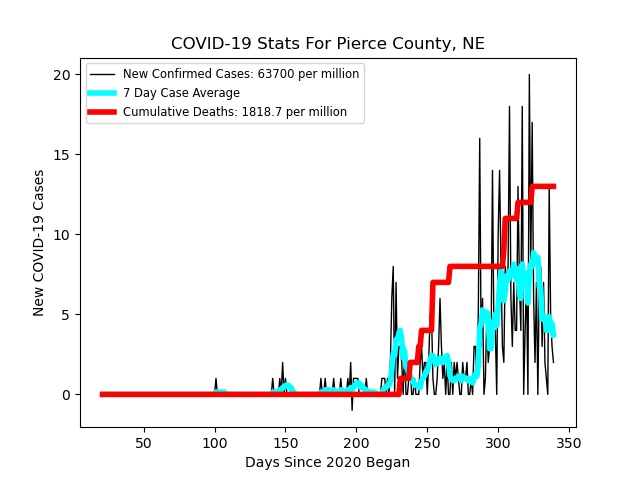 COVID-19 Stats For Pierce County, NE
New Confirmed Cases: 63700 per million
7 Day Case Average
Cumulative Deaths: 1818.7 per million
20
15
10
5
0
New COVID-19 Cases
50
100
150
200
250
300
350
Days Since 2020 Began